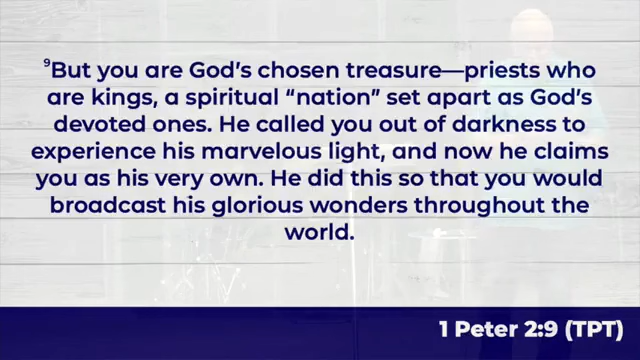 ⁹But you are God’s chosen treasure—priests who
are kings, a spiritual “nation” set apart as God’s
devoted ones. He called you out of darkness to
experience his marvelous light, and now he claims
you as his very own. He did this so that you would
broadcast his glorious wonders throughout the
world.
1 Peter 2:9 (TPT)